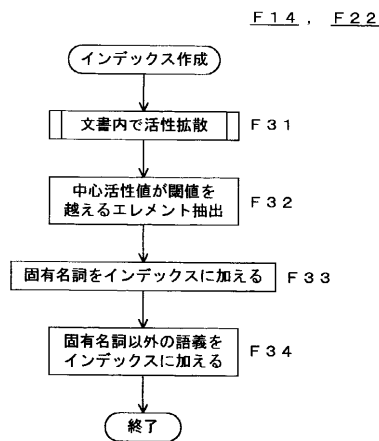 F14, F22
インデックス作成
文書内で活性拡散 F31
中心活性値が閾値を
越えるエレメント抽出 F32
固有名詞をインデックスに加える F33
固有名詞以外の語義を
インデックスに加える F34
終了